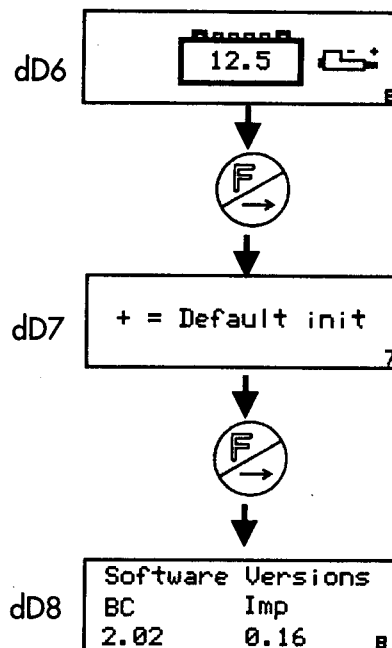 dD6
12.5
- +
F
→
dD7
+ = Default init
7
F
→
dD8
Software Versions
BC Imp
2.02 0.16